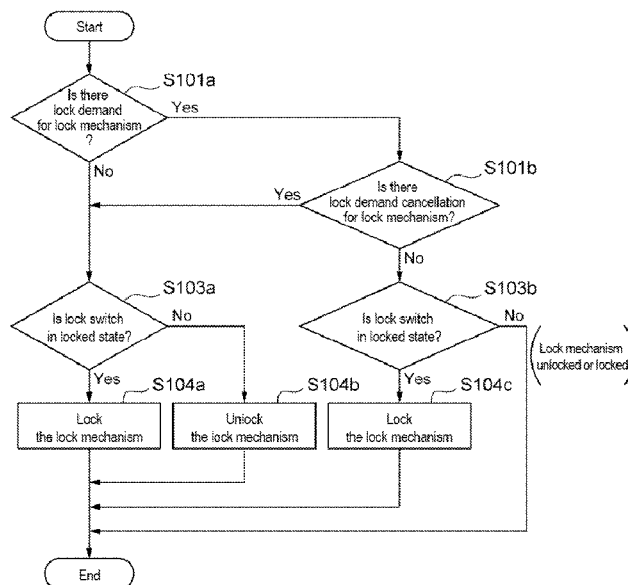 Start
S101a
Is there
lock demand
for lock mechanism
?
Yes
No
S101b
Is there
lock demand cancellation
for lock mechanism?
Yes
No
S103a
Is lock switch
in locked state?
No
Yes
S103b
Is lock switch
in locked state?
No
Yes
(Lock mechanism
unlocked or locked)
S104a
Lock
the lock mechanism
S104b
Unlock
the lock mechanism
S104c
Lock
the lock mechanism
End